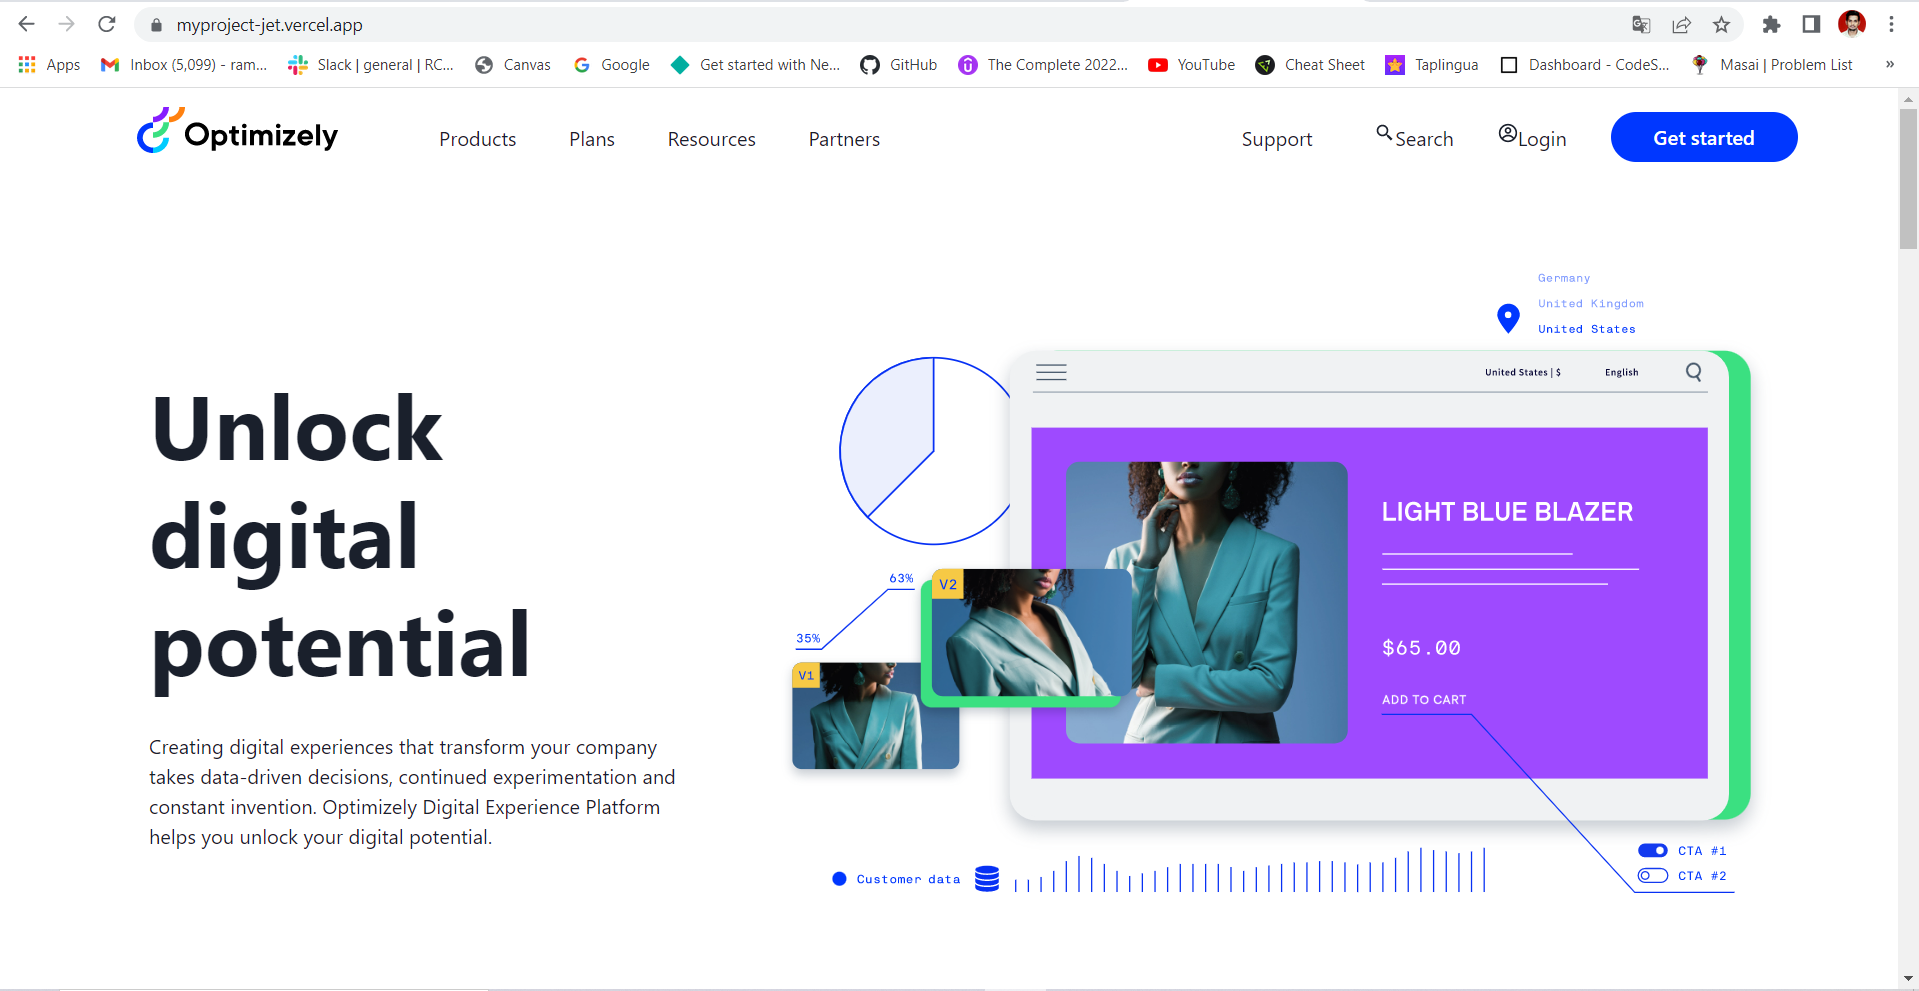 myproject-jet.vercel.app
Apps
Inbox (5,099) - ram...
Slack | general | RC...
Canvas
Google
Get started with Ne...
GitHub
The Complete 2022...
YouTube
Cheat Sheet
Taplingua
Dashboard - CodeS...
Masai | Problem List
»
Optimizely
Products
Plans
Resources
Partners
Support
Search
Login
Get started
Germany
United Kingdom
United States
United States | $
English
Unlock
digital
potential
Creating digital experiences that transform your company
takes data-driven decisions, continued experimentation and
constant invention. Optimizely Digital Experience Platform
helps you unlock your digital potential.
63%
35%
V2
V1
LIGHT BLUE BLAZER
$65.00
ADD TO CART
Customer data
CTA #1
CTA #2